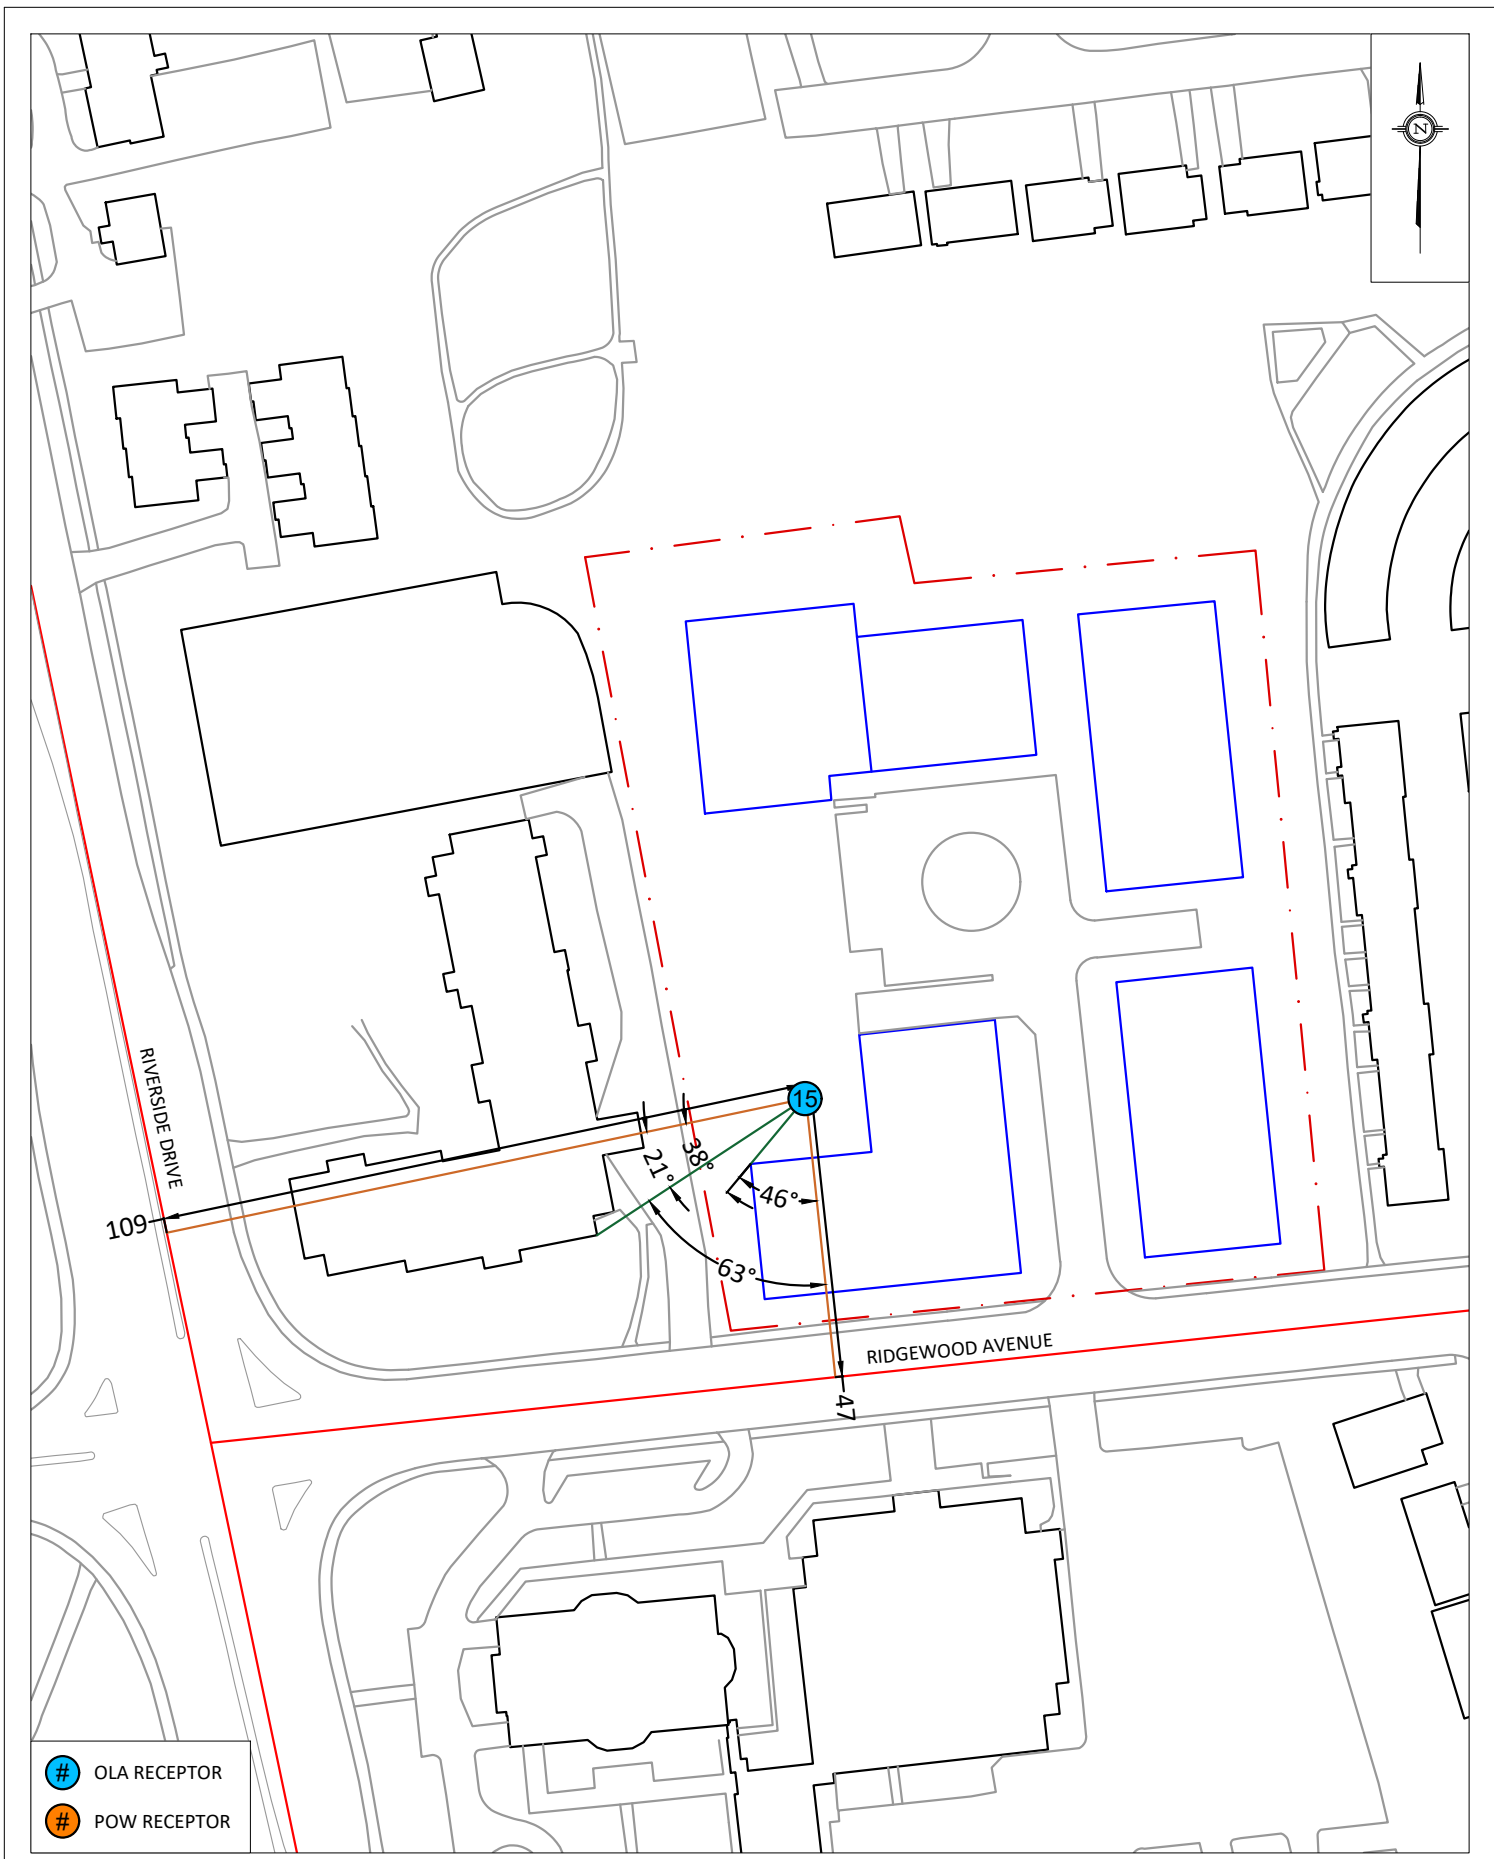 N
RIVERSIDE DRIVE
15
38°
21°
46°
109
63°
RIDGEWOOD AVENUE
47
# OLA RECEPTOR
# POW RECEPTOR